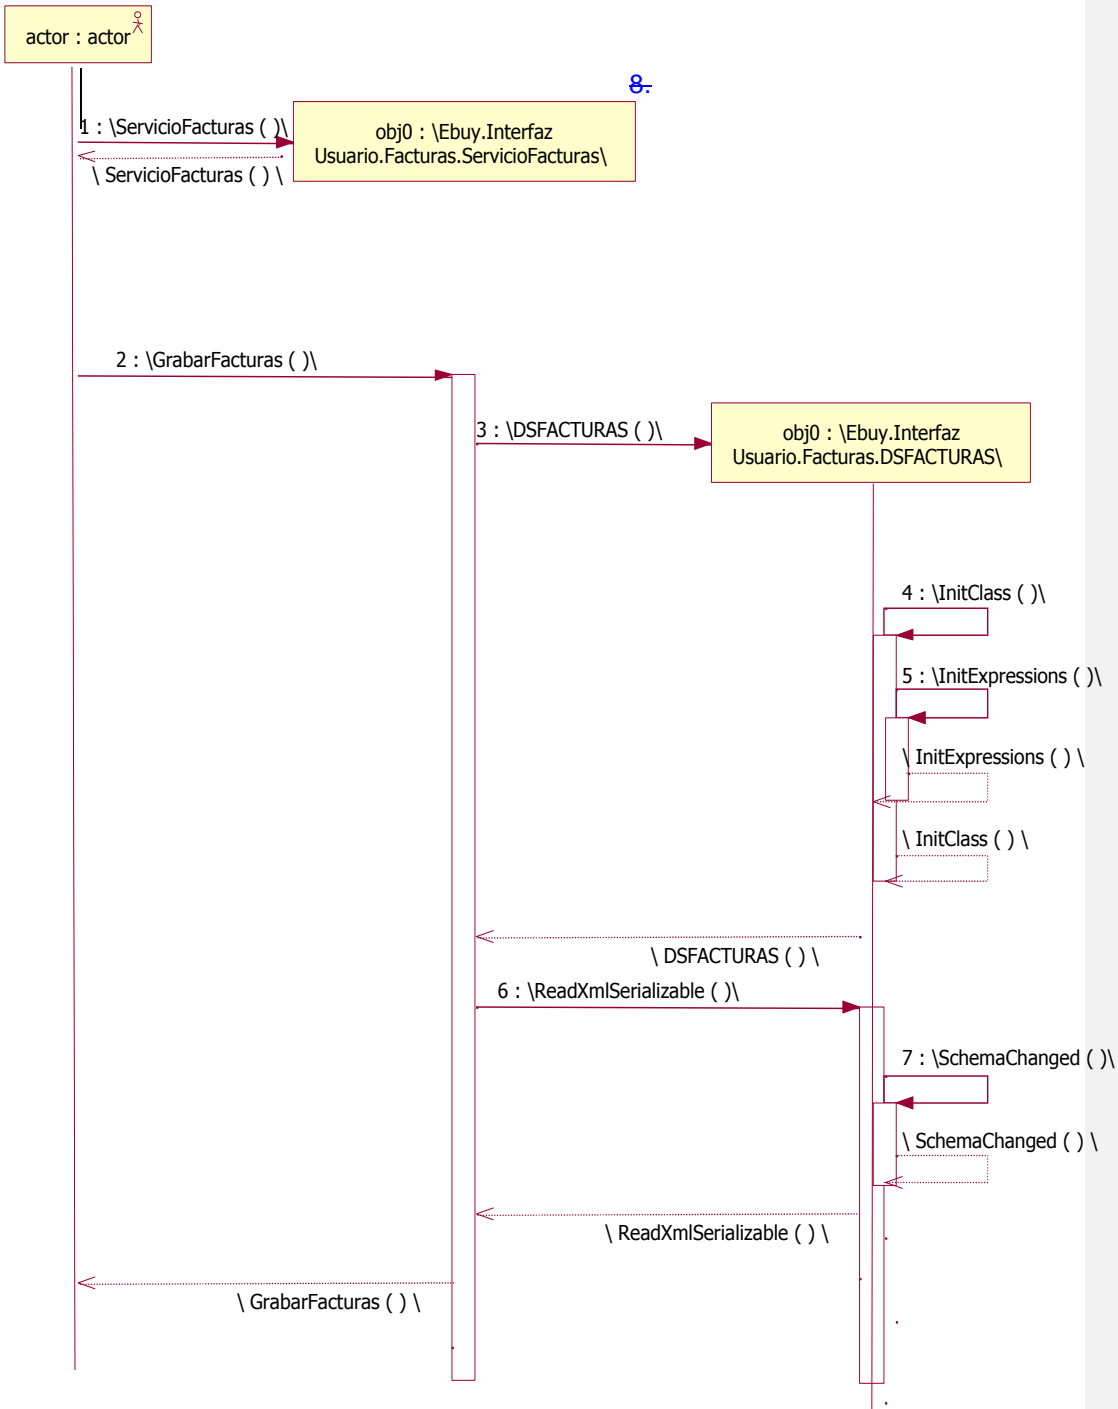 actor : actor
8.
1 : \ServicioFacturas ( )\
obj0 : \Ebuy.Interfaz
Usuario.Facturas.ServicioFacturas\
\ ServicioFacturas ( ) \
2 : \GrabarFacturas ( )\
3 : \DSFACTURAS ( )\
obj0 : \Ebuy.Interfaz
Usuario.Facturas.DSFACTURAS\
4 : \InitClass ( )\
5 : \InitExpressions ( )\
\ InitExpressions ( ) \
\ InitClass ( ) \
\ DSFACTURAS ( ) \
6 : \ReadXmlSerializable ( )\
7 : \SchemaChanged ( )\
\ SchemaChanged ( ) \
\ ReadXmlSerializable ( ) \
\ GrabarFacturas ( ) \